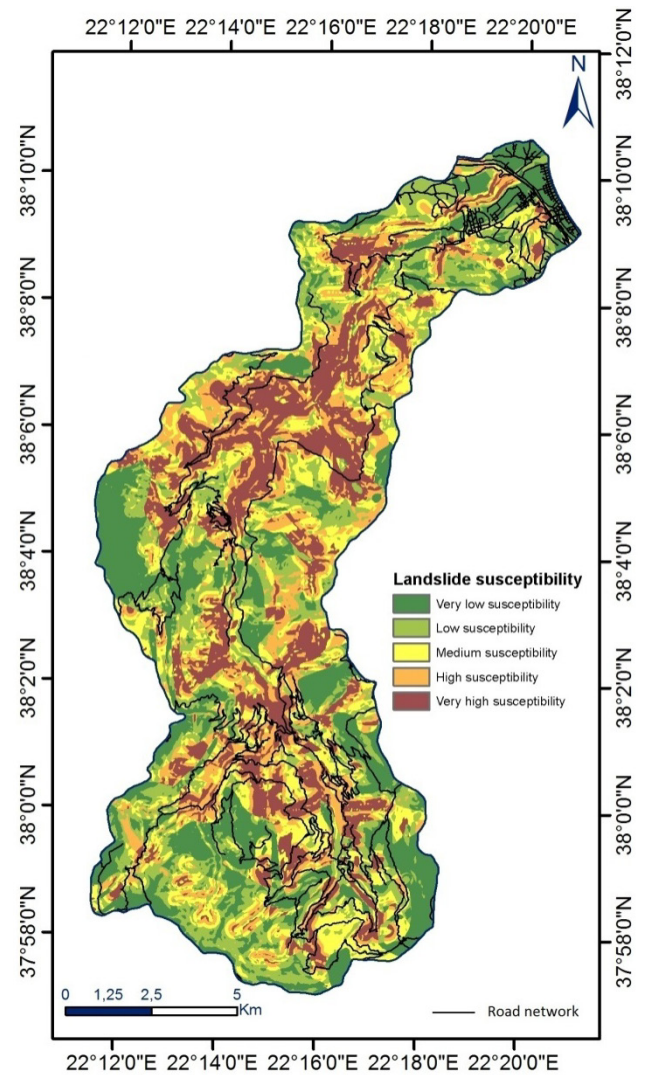 22°12'0"E 22°14'0"E 22°16'0"E 22°18'0"E 22°20'0"E
38°12'0"N
N
38°10'0"N
38°10'0"N
38°8'0"N
38°8'0"N
38°6'0"N
38°6'0"N
38°4'0"N
38°4'0"N
Landslide susceptibility
Very low susceptibility
Low susceptibility
Medium susceptibility
High susceptibility
Very high susceptibility
38°2'0"N
38°2'0"N
38°0'0"N
38°0'0"N
37°58'0"N
37°58'0"N
0 1,25 2,5 5
Km
Road network
22°12'0"E 22°14'0"E 22°16'0"E 22°18'0"E 22°20'0"E